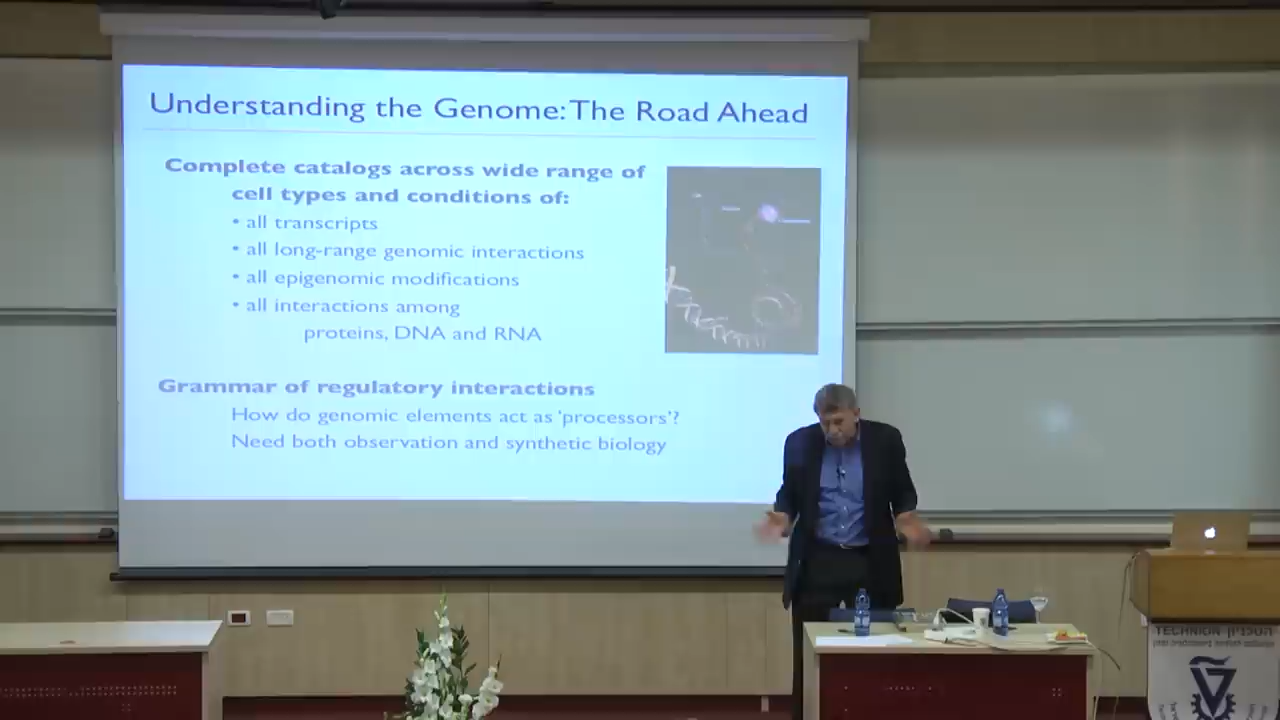 Understanding the Genome: The Road Ahead
Complete catalogs across wide range of
cell types and conditions of:
• all transcripts
• all long-range genomic interactions
• all epigenomic modifications
• all interactions among
proteins, DNA and RNA
Grammar of regulatory interactions
How do genomic elements act as 'processors'?
Need both observation and synthetic biology
TECHNION הטכניון